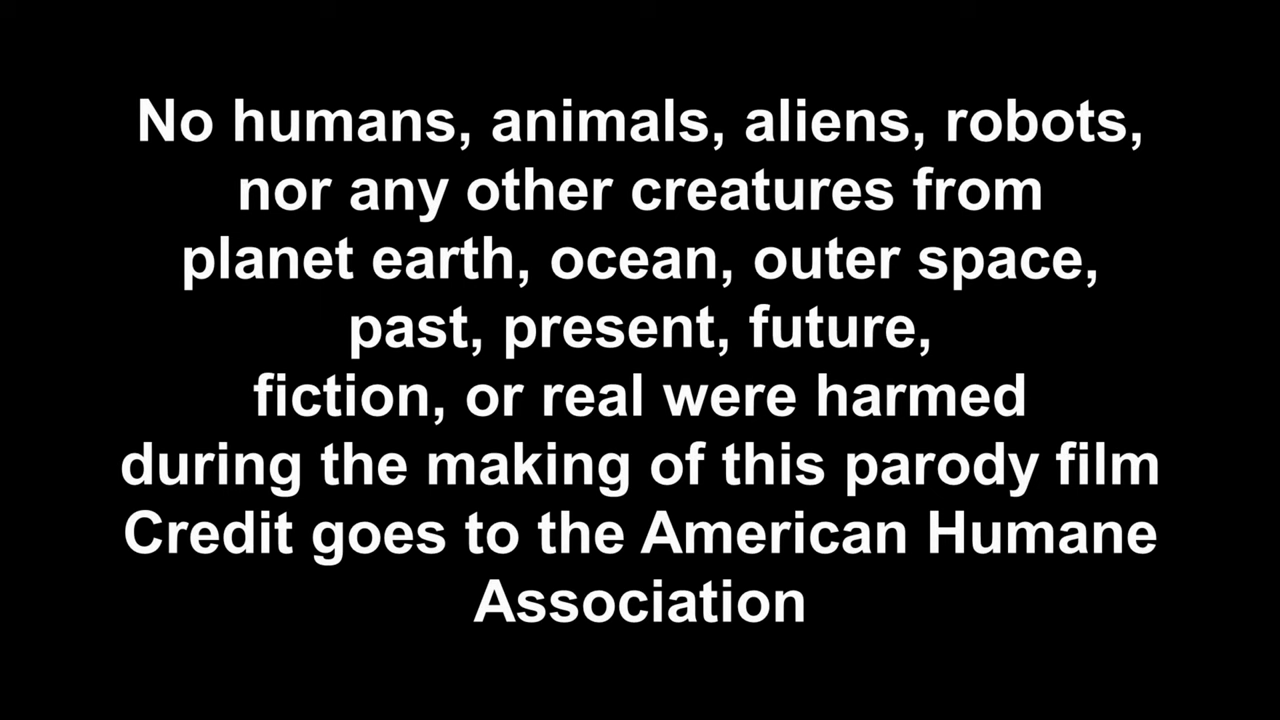 No humans, animals, aliens, robots,
nor any other creatures from
planet earth, ocean, outer space,
past, present, future,
fiction, or real were harmed
during the making of this parody film
Credit goes to the American Humane
Association